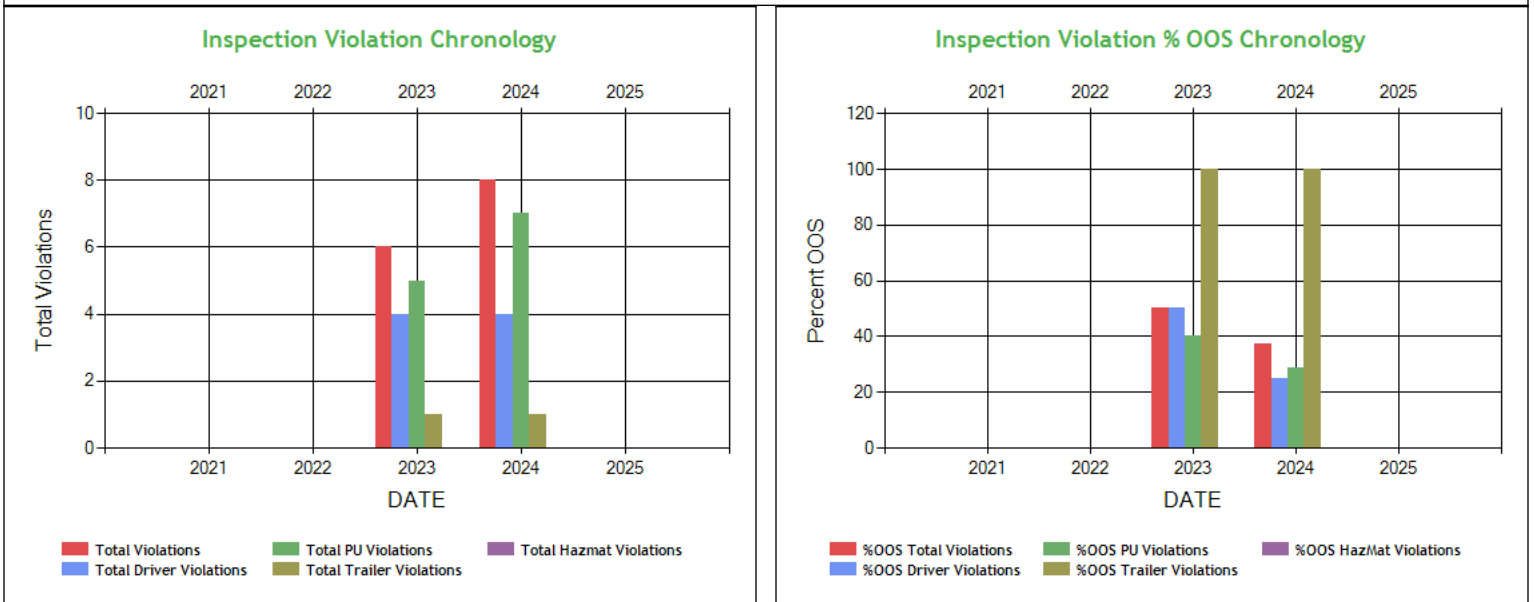 Inspection Violation Chronology
2021 2022 2023 2024 2025
10
8
6
4
2
0
Total Violations
2021 2022 2023 2024 2025
DATE
Total Violations Total PU Violations Total Hazmat Violations
Total Driver Violations Total Trailer Violations
Inspection Violation % OOS Chronology
2021 2022 2023 2024 2025
120
100
80
60
40
20
0
Percent OOS
2021 2022 2023 2024 2025
DATE
%OOS Total Violations %OOS PU Violations %OOS HazMat Violations
%OOS Driver Violations %OOS Trailer Violations